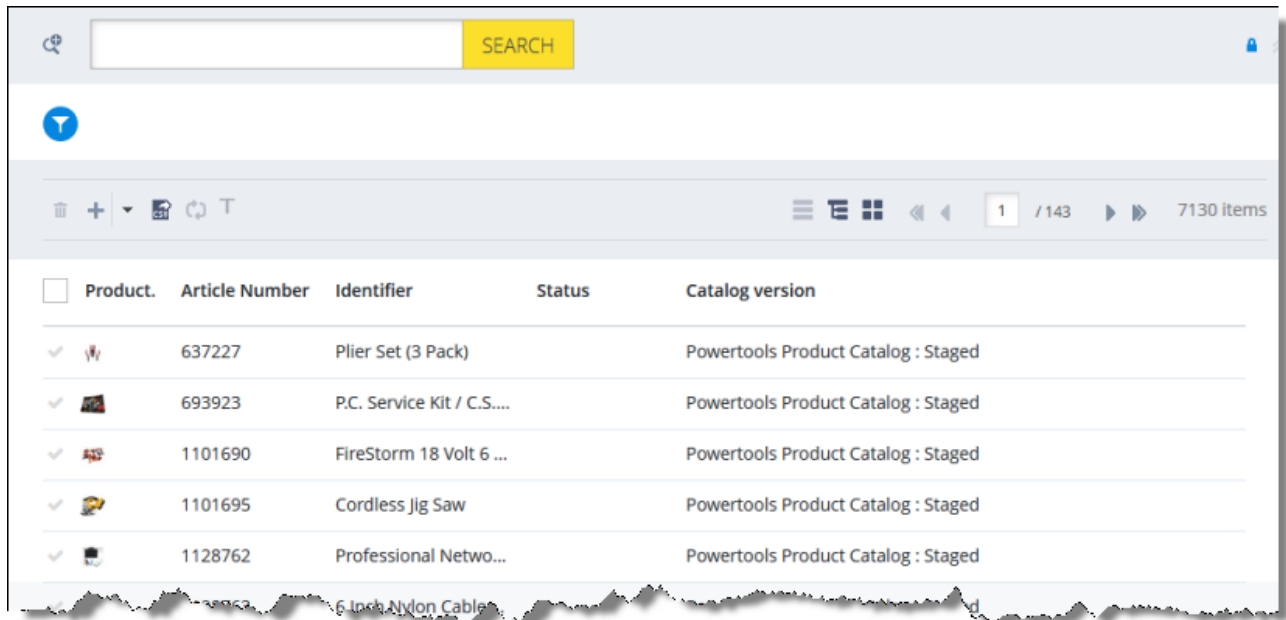 SEARCH
CSV
1 / 143 7130 items
Product. Article Number Identifier Status Catalog version
637227 Plier Set (3 Pack) Powertools Product Catalog : Staged
693923 P.C. Service Kit / C.S.... Powertools Product Catalog : Staged
1101690 FireStorm 18 Volt 6 ... Powertools Product Catalog : Staged
1101695 Cordless Jig Saw Powertools Product Catalog : Staged
1128762 Professional Netwo... Powertools Product Catalog : Staged
6 Inch Nylon Cable